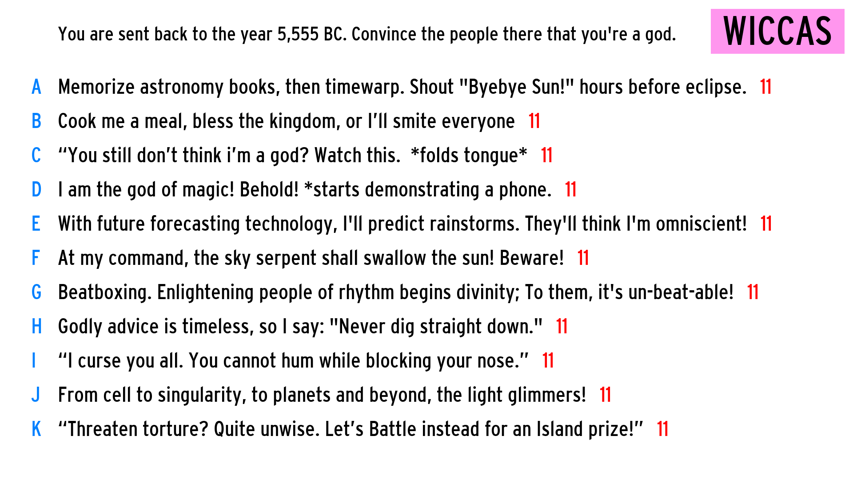 You are sent back to the year 5,555 BC. Convince the people there that you're a god.
WICCAS
A Memorize astronomy books, then timewarp. Shout "Byebye Sun!" hours before eclipse. 11
B Cook me a meal, bless the kingdom, or I’ll smite everyone 11
C “You still don’t think i’m a god? Watch this. *folds tongue* 11
D I am the god of magic! Behold! *starts demonstrating a phone. 11
E With future forecasting technology, I'll predict rainstorms. They'll think I'm omniscient! 11
F At my command, the sky serpent shall swallow the sun! Beware! 11
G Beatboxing. Enlightening people of rhythm begins divinity; To them, it's un-beat-able! 11
H Godly advice is timeless, so I say: "Never dig straight down." 11
I “I curse you all. You cannot hum while blocking your nose.” 11
J From cell to singularity, to planets and beyond, the light glimmers! 11
K “Threaten torture? Quite unwise. Let’s Battle instead for an Island prize!” 11